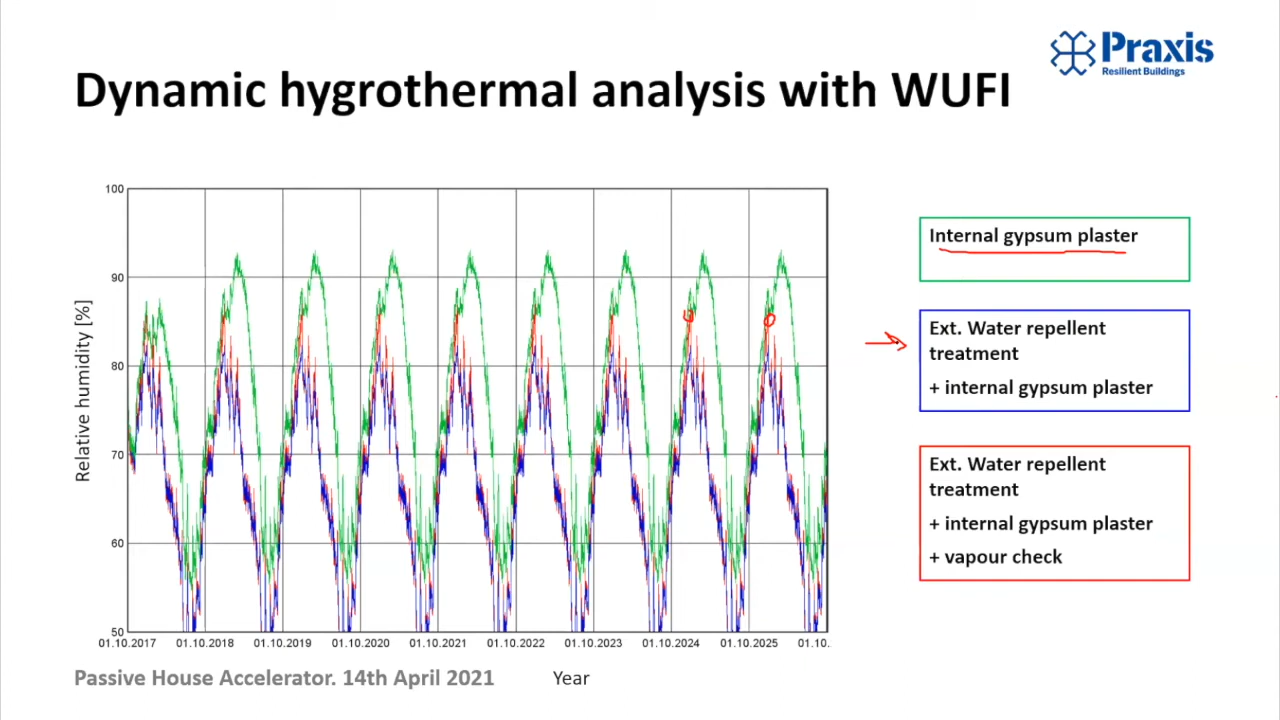 Praxis
Resilient Buildings
Dynamic hygrothermal analysis with WUFI
100
90
80
70
60
50
Relative humidity [%]
01.10.2017 01.10.2018 01.10.2019 01.10.2020 01.10.2021 01.10.2022 01.10.2023 01.10.2024 01.10.2025 01.10.
Year
Internal gypsum plaster
Ext. Water repellent
treatment
+ internal gypsum plaster
Ext. Water repellent
treatment
+ internal gypsum plaster
+ vapour check
Passive House Accelerator. 14th April 2021